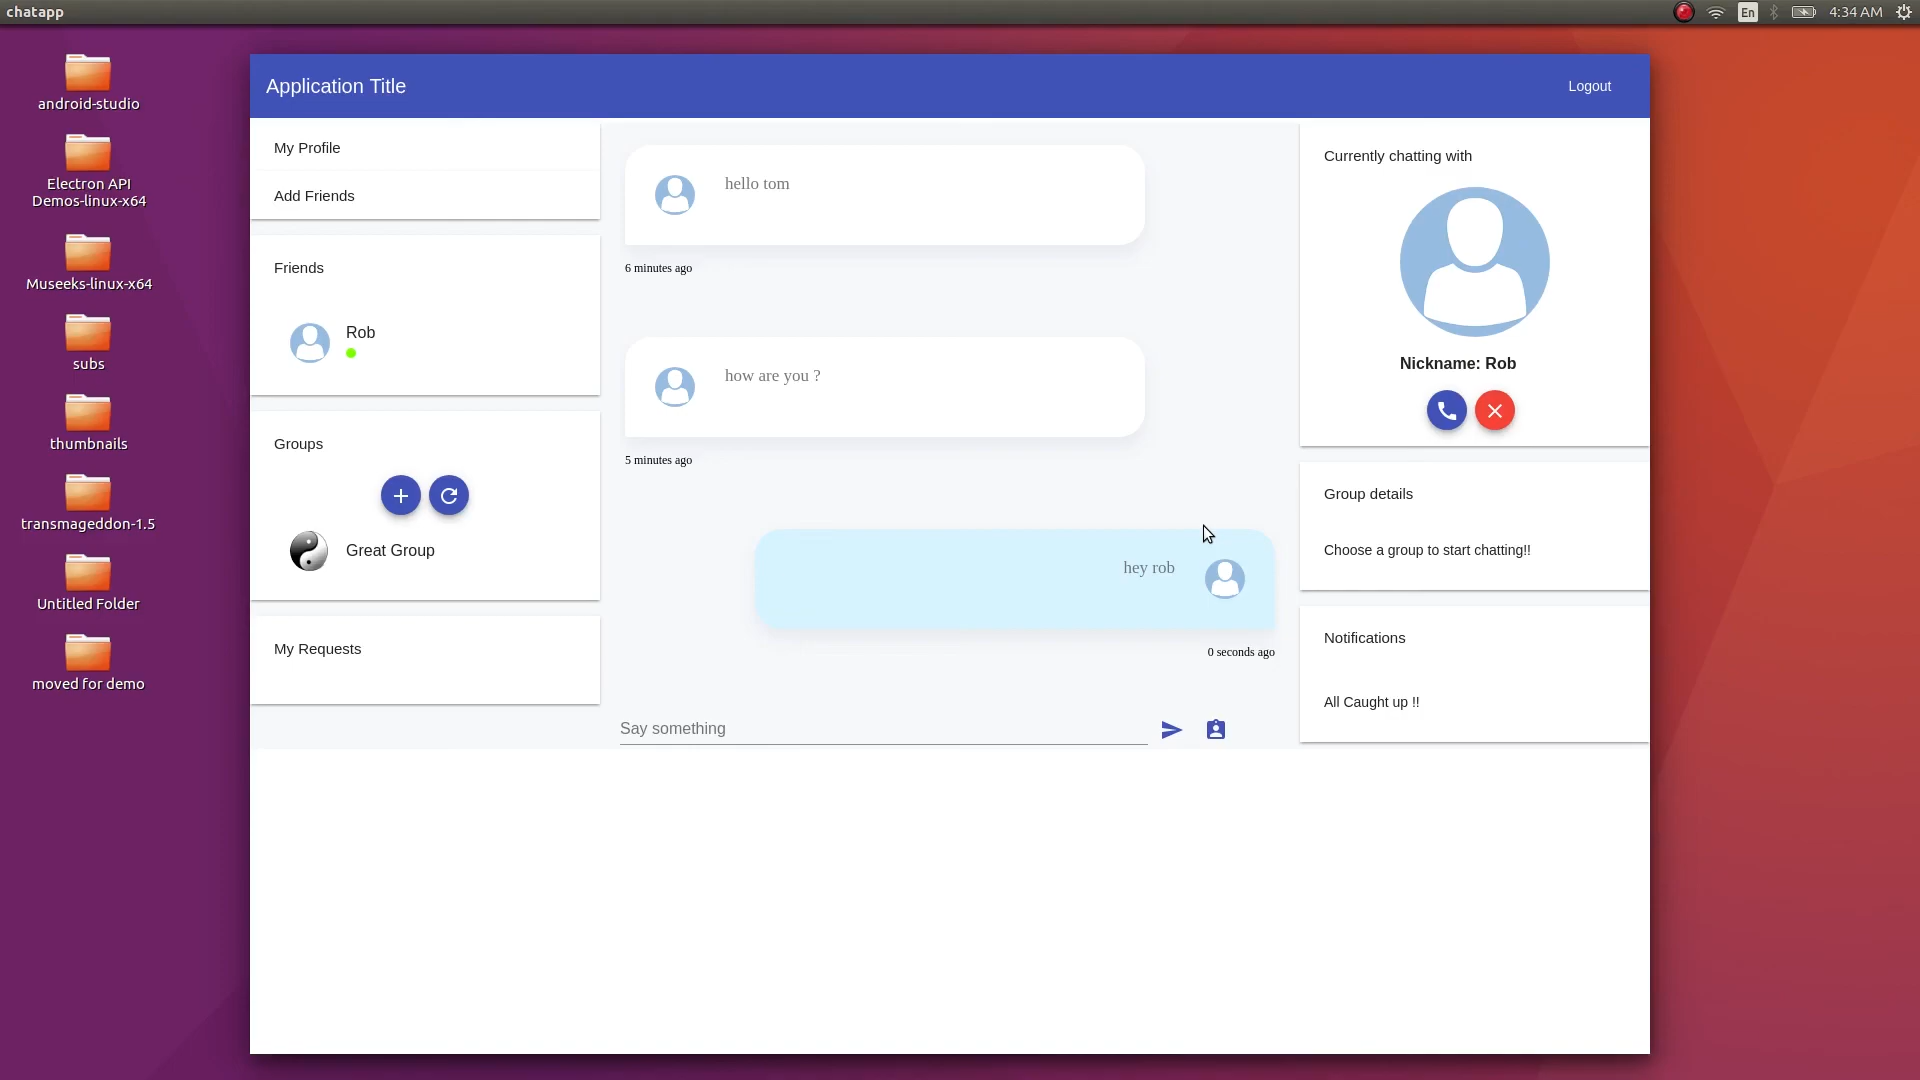 chatapp
En
4:34 AM
android-studio
Electron API
Demos-linux-x64
Museeks-linux-x64
subs
thumbnails
transmageddon-1.5
Untitled Folder
moved for demo
Application Title
Logout
My Profile
Add Friends
Friends
Rob
Groups
Great Group
My Requests
hello tom
6 minutes ago
how are you ?
5 minutes ago
hey rob
0 seconds ago
Say something
Currently chatting with
Nickname: Rob
Group details
Choose a group to start chatting!!
Notifications
All Caught up !!